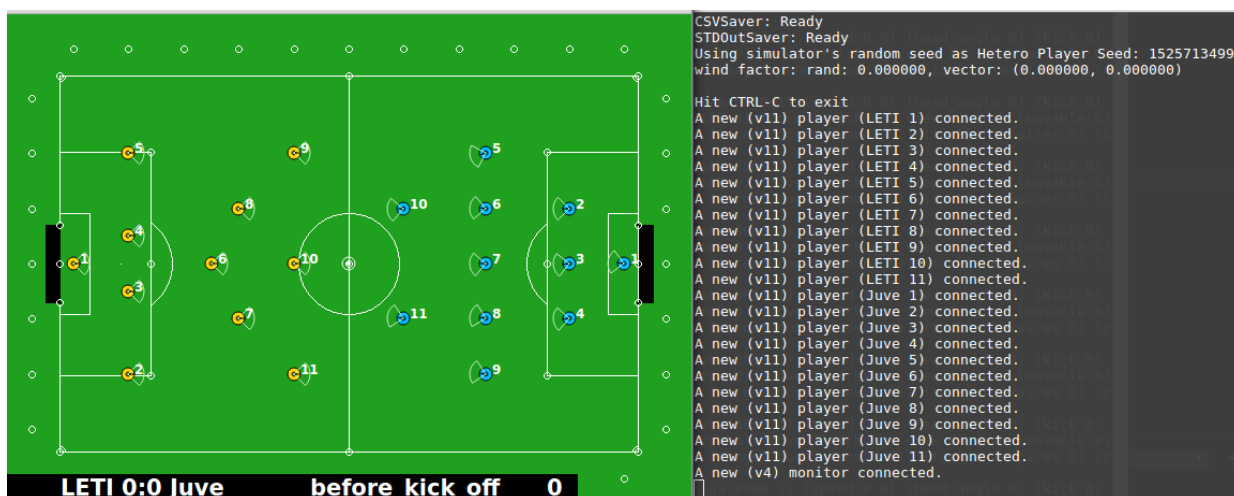 5
9
5
8
10
6
2
4
1
6
10
7
3
1
3
7
11
8
4
2
11
9
LETI 0:0 Juve before kick off 0
CSVSaver: Ready
STDOutSaver: Ready
Using simulator's random seed as Hetero Player Seed: 1525713499
wind factor: rand: 0.000000, vector: (0.000000, 0.000000)
Hit CTRL-C to exit
A new (v11) player (LETI 1) connected.
A new (v11) player (LETI 2) connected.
A new (v11) player (LETI 3) connected.
A new (v11) player (LETI 4) connected.
A new (v11) player (LETI 5) connected.
A new (v11) player (LETI 6) connected.
A new (v11) player (LETI 7) connected.
A new (v11) player (LETI 8) connected.
A new (v11) player (LETI 9) connected.
A new (v11) player (LETI 10) connected.
A new (v11) player (LETI 11) connected.
A new (v11) player (Juve 1) connected.
A new (v11) player (Juve 2) connected.
A new (v11) player (Juve 3) connected.
A new (v11) player (Juve 4) connected.
A new (v11) player (Juve 5) connected.
A new (v11) player (Juve 6) connected.
A new (v11) player (Juve 7) connected.
A new (v11) player (Juve 8) connected.
A new (v11) player (Juve 9) connected.
A new (v11) player (Juve 10) connected.
A new (v11) player (Juve 11) connected.
A new (v4) monitor connected.